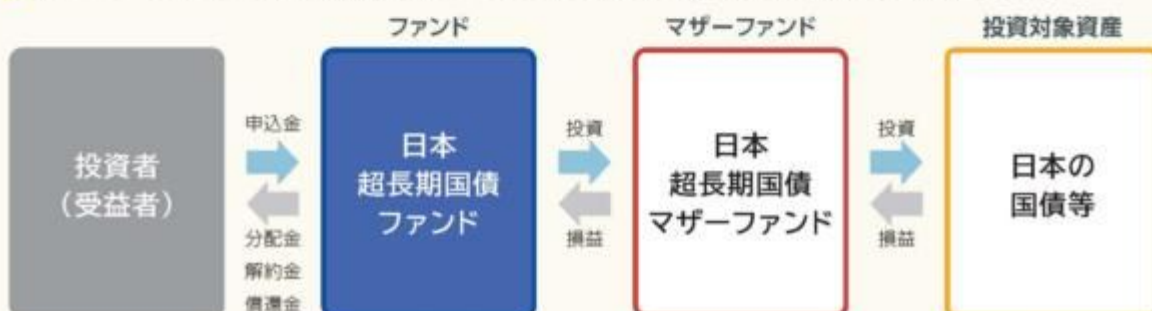 ファンド
マザーファンド
投資対象資産
投資者
（受益者）
申込金
分配金
解約金
償還金
日本
超長期国債
ファンド
投資
損益
日本
超長期国債
マザーファンド
投資
損益
日本の
国債等